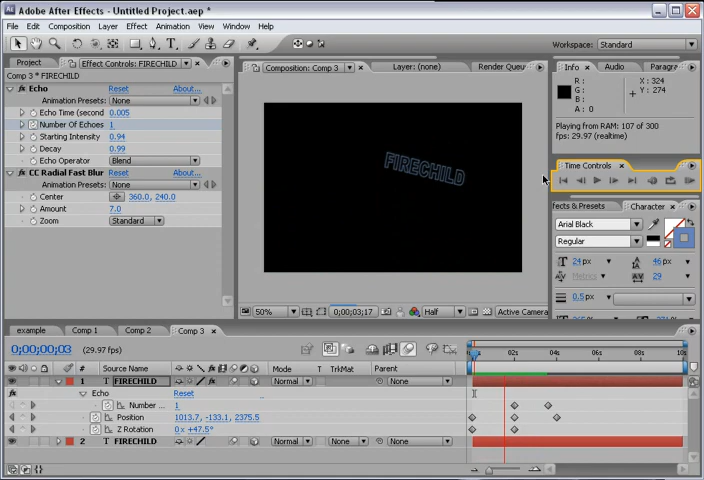 Adobe After Effects - Untitled Project.aep *
File Edit Composition Layer Effect Animation View Window Help
Workspace: Standard
Project Effect Controls: FIRECHILD
Comp 3 * FIRECHILD
Echo Reset About...
Animation Presets: None
Echo Time (second 0.005
Number Of Echoes 1
Starting Intensity 0.94
Decay 0.99
Echo Operator Blend
CC Radial Fast Blur Reset About...
Animation Presets: None
Center 360.0, 240.0
Amount 7.0
Zoom Standard
Composition: Comp 3 Layer: (none) Render Queu
FIRECHILD
50% 0;00;03;17 Half Active Camera
Info Audio Paragra
R :
G :
B :
A : 0
X : 324
Y : 274
Playing from RAM: 107 of 300
fps: 29.97 (realtime)
Time Controls
fects & Presets Character
Arial Black
Regular
24 px 46 px
Metrics 29
0.5 px
example Comp 1 Comp 2 Comp 3
0;00;00;03 (29.97 fps)
# Source Name Mode T TrkMat Parent
02s 04s 06s 08s 10s
1 FIRECHILD Normal None
Echo Reset
Number ... 1
Position 1013.7, -133.1, 2375.5
Z Rotation 0 x +47.5°
2 FIRECHILD Normal None None